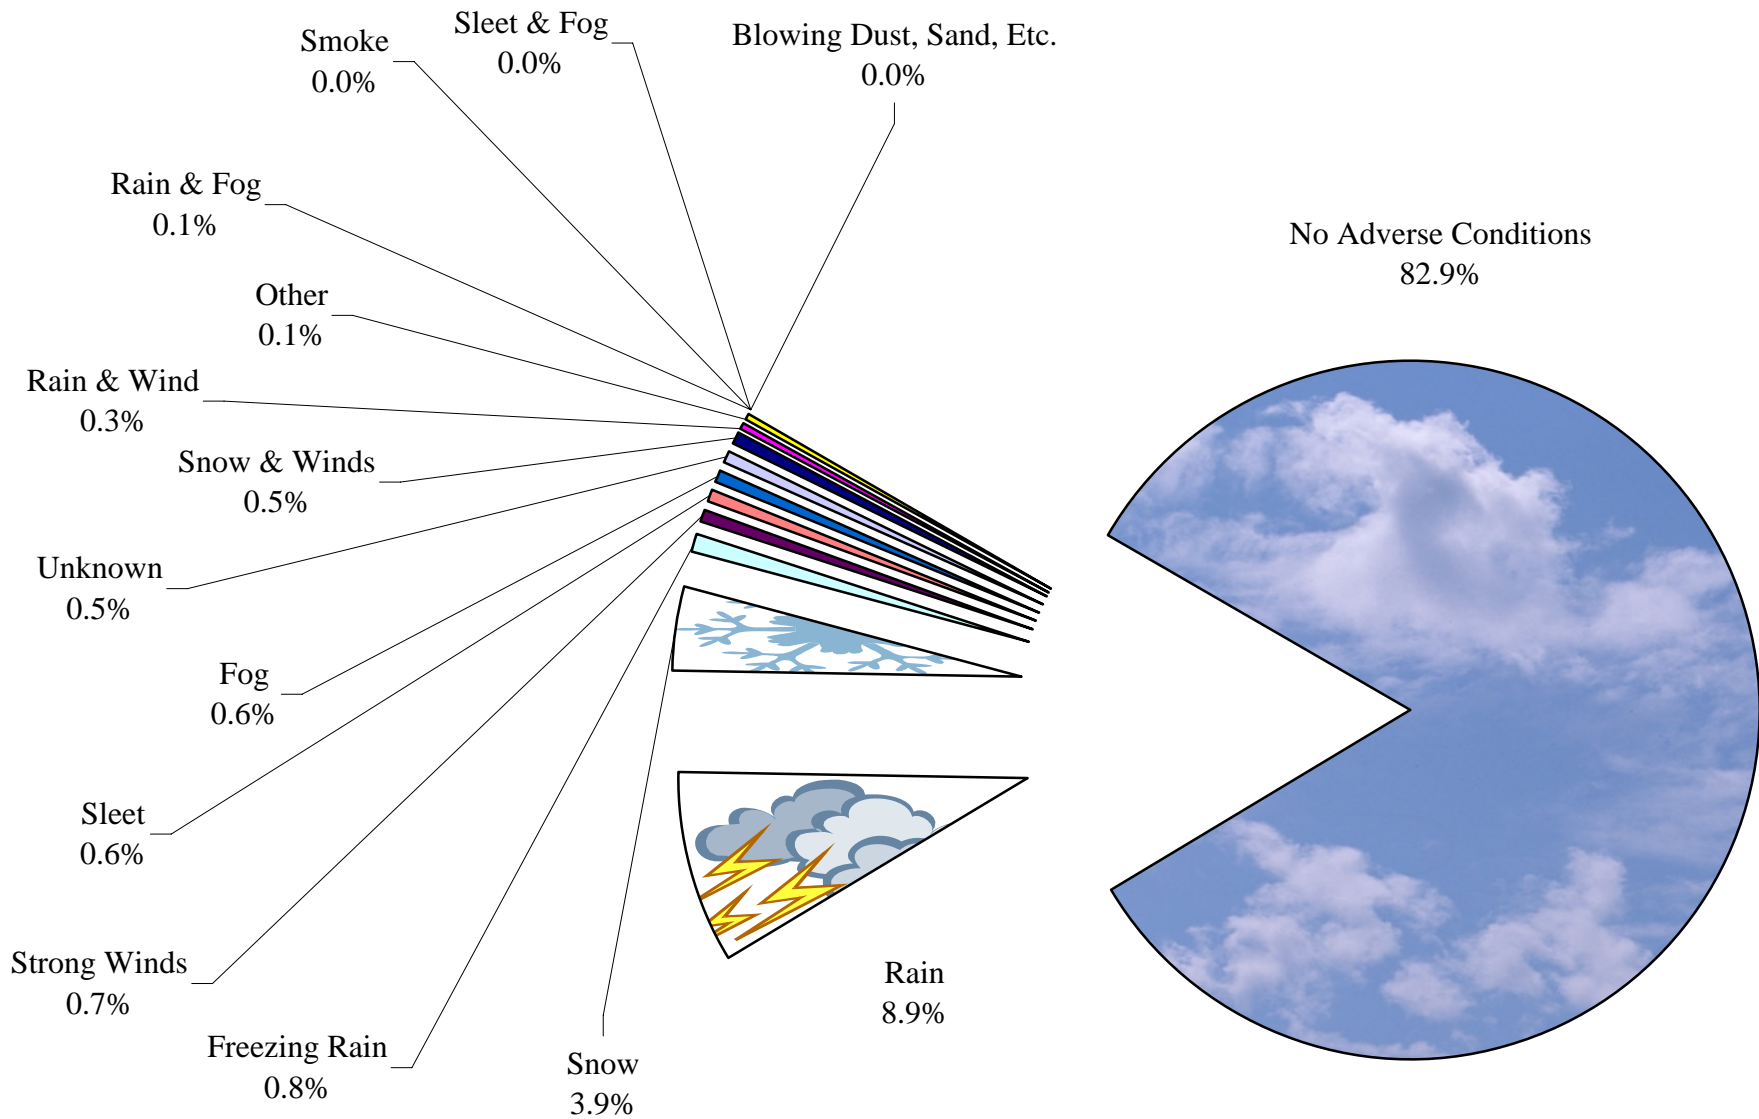 Sleet & Fog
0.0%
Smoke
0.0%
Blowing Dust, Sand, Etc.
0.0%
Rain & Fog
0.1%
No Adverse Conditions
82.9%
Other
0.1%
Rain & Wind
0.3%
Snow & Winds
0.5%
Unknown
0.5%
Fog
0.6%
Sleet
0.6%
Strong Winds
0.7%
Rain
8.9%
Freezing Rain
0.8%
Snow
3.9%